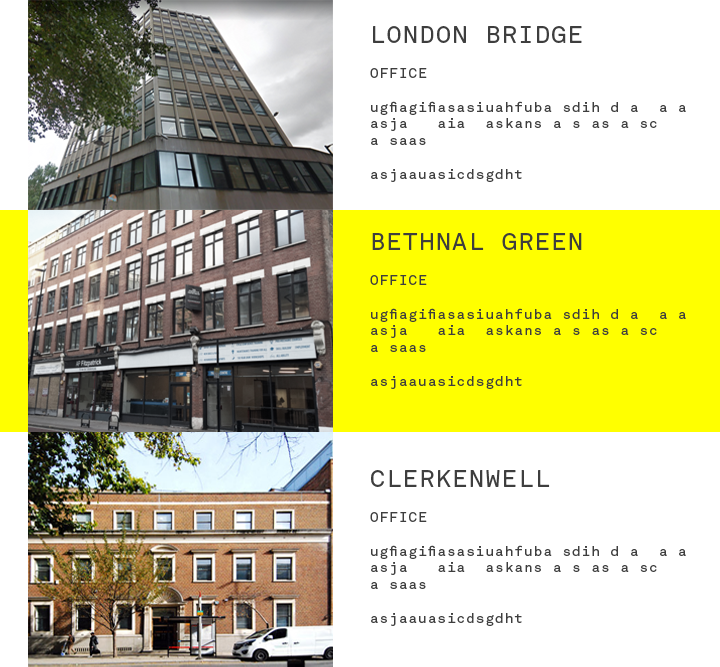 LONDON BRIDGE
OFFICE
ugfiagifiasasiuahfuba sdih d a  a a
asja   aia  askans a s as a sc
a saas
asjaauasicdsgdht
BETHNAL GREEN
OFFICE
ugfiagifiasasiuahfuba sdih d a  a a
asja   aia  askans a s as a sc
a saas
asjaauasicdsgdht
Fitzpatrick
CLERKENWELL
OFFICE
ugfiagifiasasiuahfuba sdih d a  a a
asja   aia  askans a s as a sc
a saas
asjaauasicdsgdht